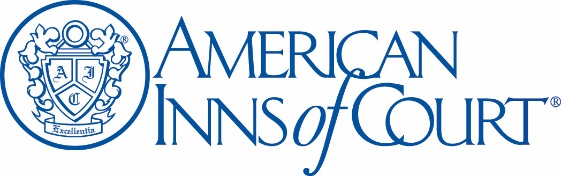 A I
C
Excellentia
®
AMERICAN
INNS of COURT®